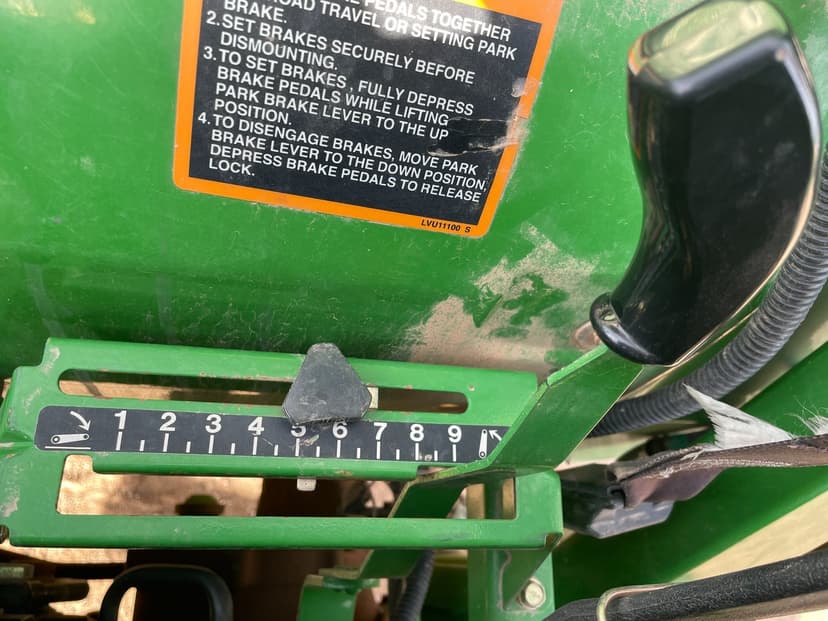 PEDALS TOGETHER
ROAD TRAVEL OR SETTING PARK
BRAKE.
2. SET BRAKES SECURELY BEFORE
DISMOUNTING.
3. TO SET BRAKES , FULLY DEPRESS
BRAKE PEDALS WHILE LIFTING
PARK BRAKE LEVER TO THE UP
POSITION.
4. TO DISENGAGE BRAKES, MOVE PARK
BRAKE LEVER TO THE DOWN POSITION,
DEPRESS BRAKE PEDALS TO RELEASE
LOCK.
LVU11100 S
1 2 3 4 5 6 7 8 9